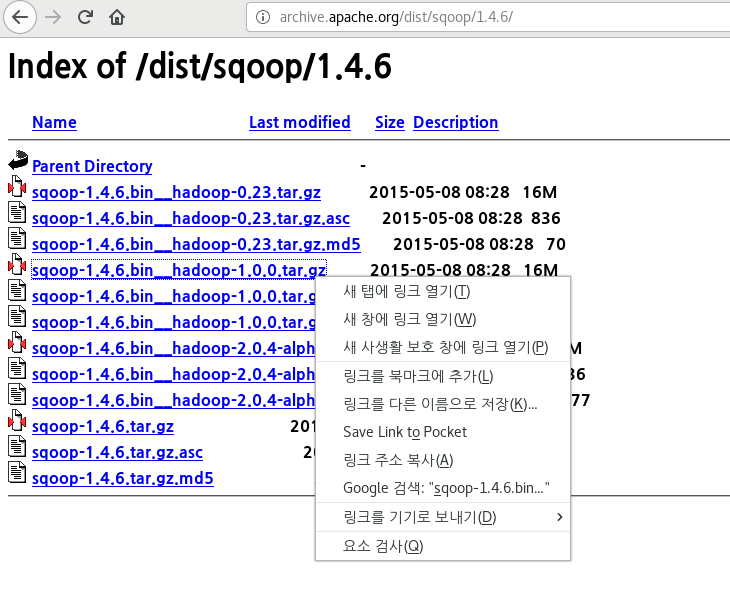 archive.apache.org/dist/sqoop/1.4.6/
Index of /dist/sqoop/1.4.6
Name Last modified Size Description
Parent Directory -
sqoop-1.4.6.bin__hadoop-0.23.tar.gz 2015-05-08 08:28 16M
sqoop-1.4.6.bin__hadoop-0.23.tar.gz.asc 2015-05-08 08:28 836
sqoop-1.4.6.bin__hadoop-0.23.tar.gz.md5 2015-05-08 08:28 70
sqoop-1.4.6.bin__hadoop-1.0.0.tar.gz 2015-05-08 08:28 16M
sqoop-1.4.6.bin__hadoop-1.0.0.tar.g
sqoop-1.4.6.bin__hadoop-1.0.0.tar.g
sqoop-1.4.6.bin__hadoop-2.0.4-alph M
sqoop-1.4.6.bin__hadoop-2.0.4-alph 36
sqoop-1.4.6.bin__hadoop-2.0.4-alph 77
sqoop-1.4.6.tar.gz 201
sqoop-1.4.6.tar.gz.asc 20
sqoop-1.4.6.tar.gz.md5
새 탭에 링크 열기(T)
새 창에 링크 열기(W)
새 사생활 보호 창에 링크 열기(P)
링크를 북마크에 추가(L)
링크를 다른 이름으로 저장(K)...
Save Link to Pocket
링크 주소 복사(A)
Google 검색: "sqoop-1.4.6.bin..."
링크를 기기로 보내기(D)
요소 검사(Q)